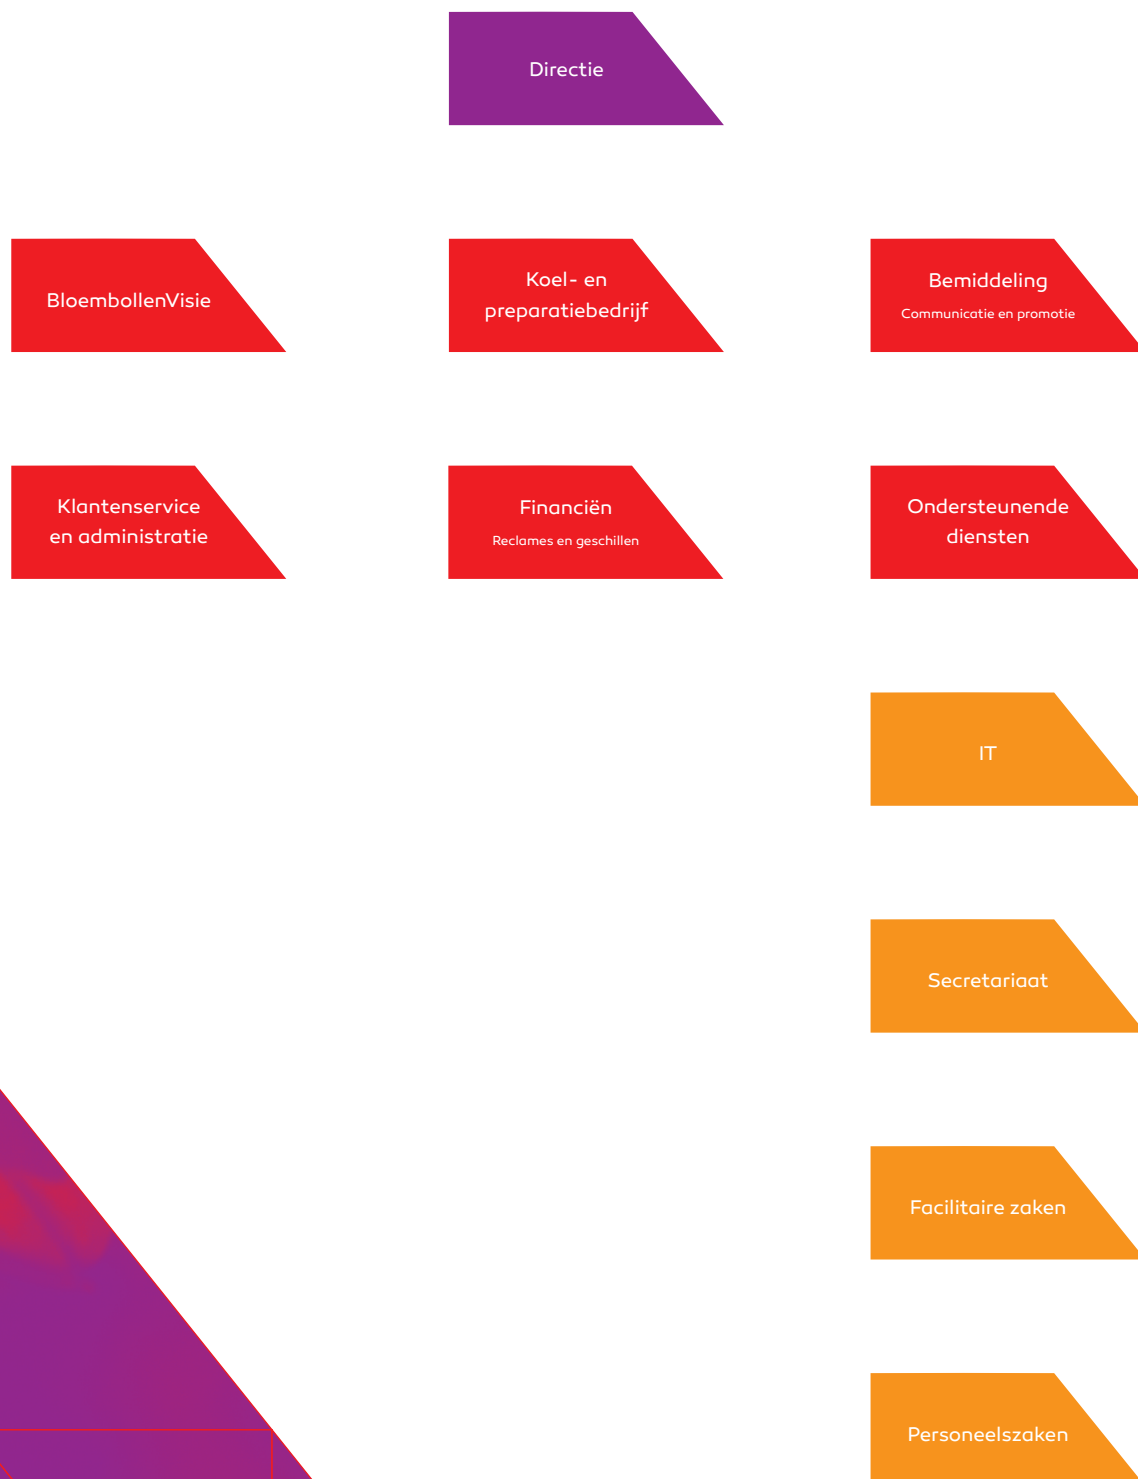 Directie
BloembollenVisie
Koel- en
preparatiebedrijf
Bemiddeling
Communicatie en promotie
Klantenservice
en administratie
Financiën
Reclames en geschillen
Ondersteunende
diensten
IT
Secretariaat
Facilitaire zaken
Personeelszaken